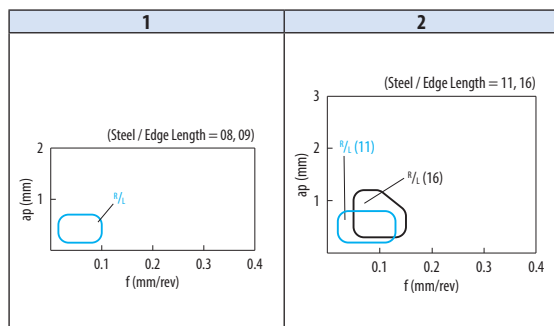 1
2
(Steel / Edge Length = 08, 09)
2
1
ap (mm)
R/L
0.1 0.2 0.3 0.4
f (mm/rev)
(Steel / Edge Length = 11, 16)
3
2
1
ap (mm)
R/L (11)
R/L (16)
0.1 0.2 0.3 0.4
f (mm/rev)